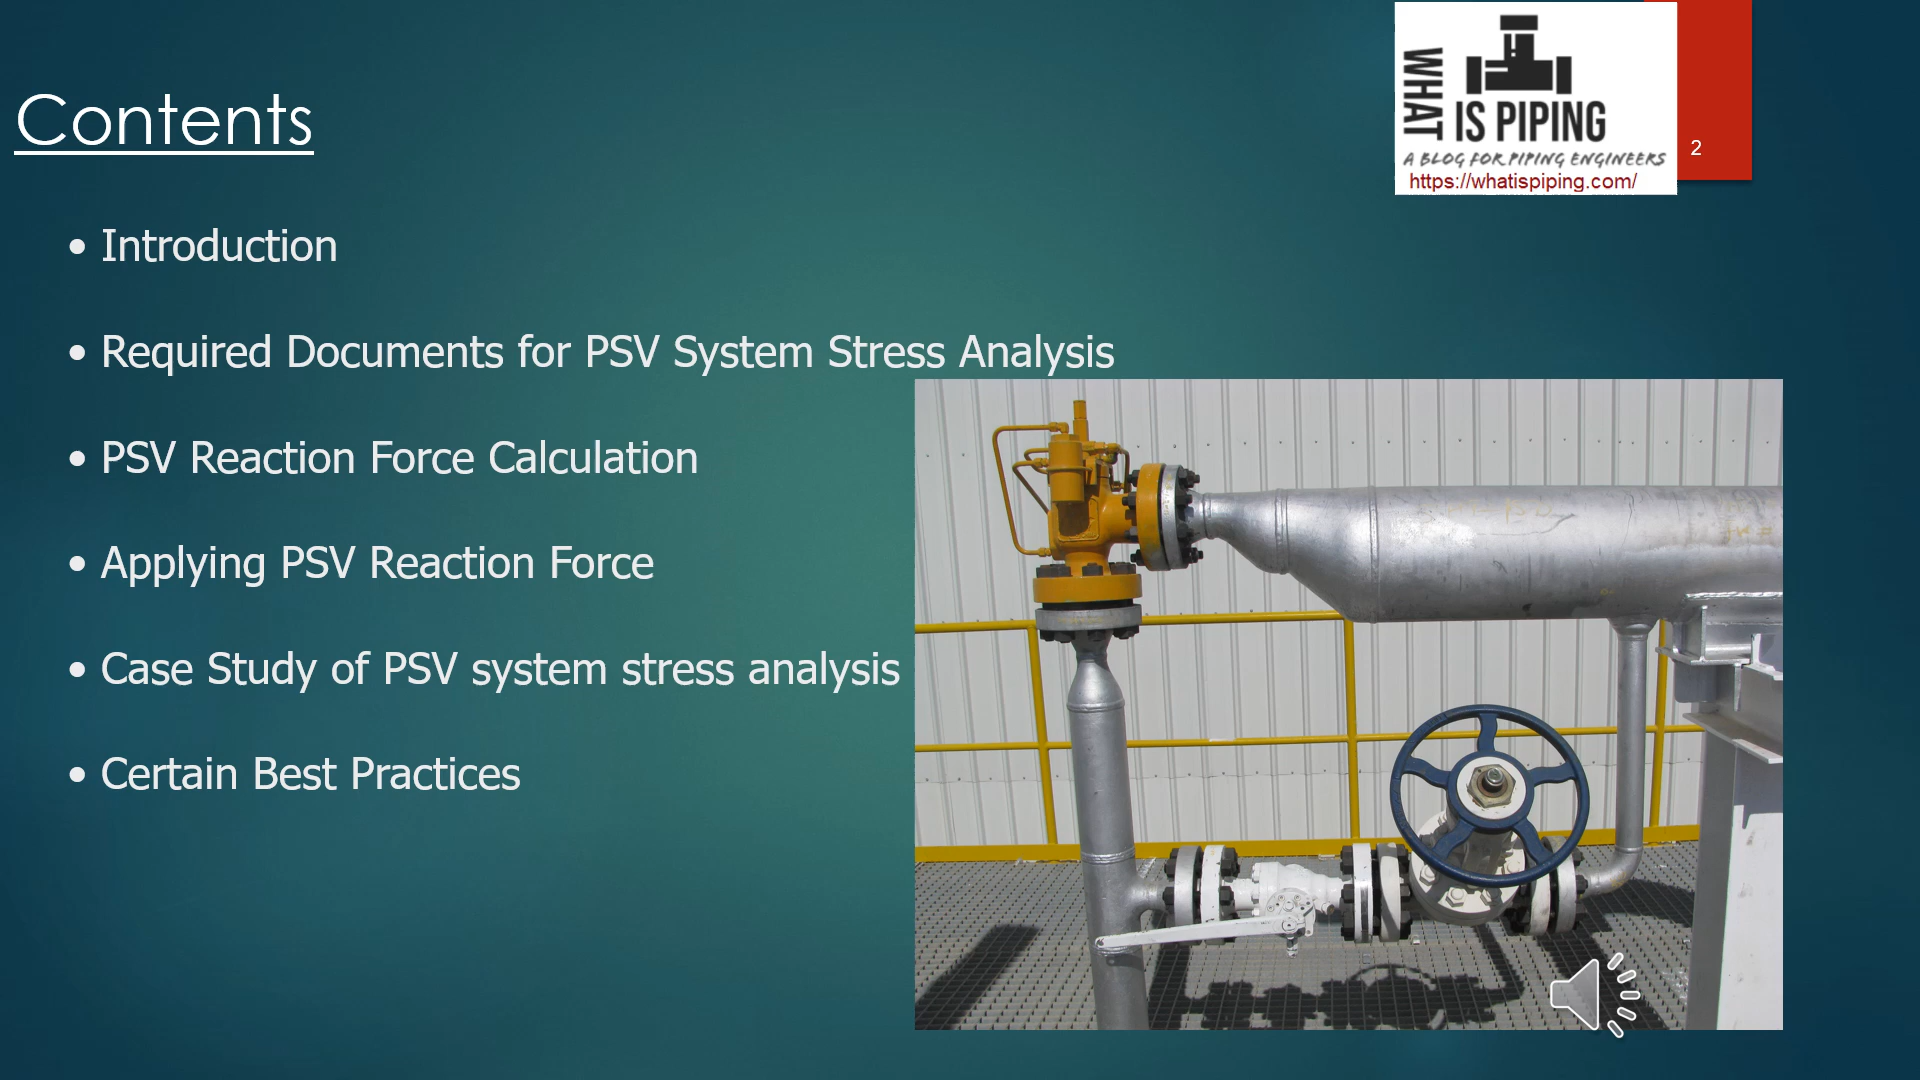 Contents
WHAT
IS PIPING
A BLOG FOR PIPING ENGINEERS
https://whatispiping.com/
2
• Introduction
• Required Documents for PSV System Stress Analysis
• PSV Reaction Force Calculation
• Applying PSV Reaction Force
• Case Study of PSV system stress analysis
• Certain Best Practices